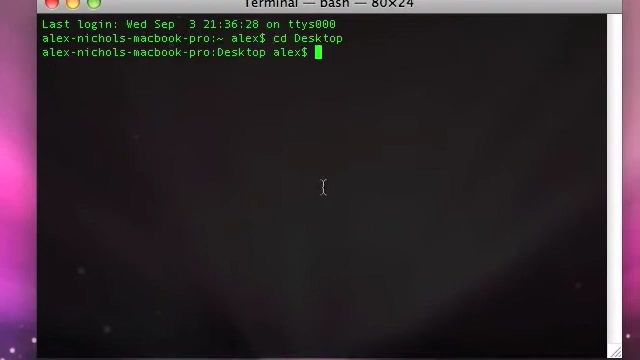 Terminal — bash — 80×24
Last login: Wed Sep  3 21:36:28 on ttys000
alex-nichols-macbook-pro:~ alex$ cd Desktop
alex-nichols-macbook-pro:Desktop alex$